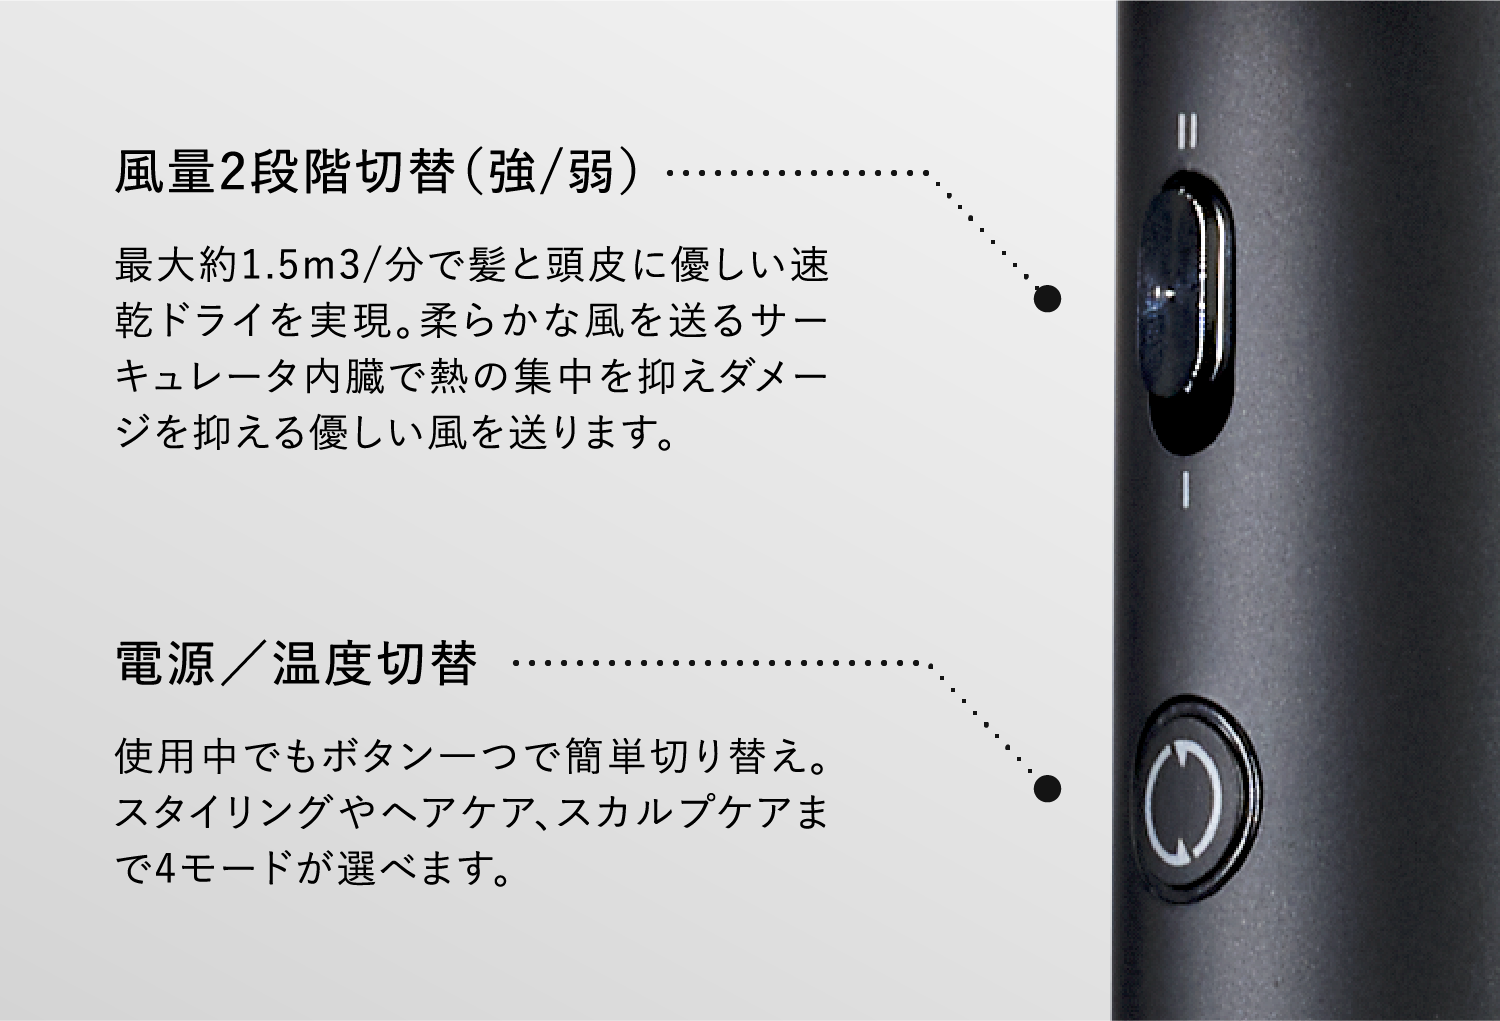 風量2段階切替（強/弱）
最大約1.5m3/分で髪と頭皮に優しい速
乾ドライを実現。柔らかな風を送るサー
キュレータ内臓で熱の集中を抑えダメー
ジを抑える優しい風を送ります。
II
I
電源／温度切替
使用中でもボタン一つで簡単切り替え。
スタイリングやヘアケア、スカルプケアま
で4モードが選べます。